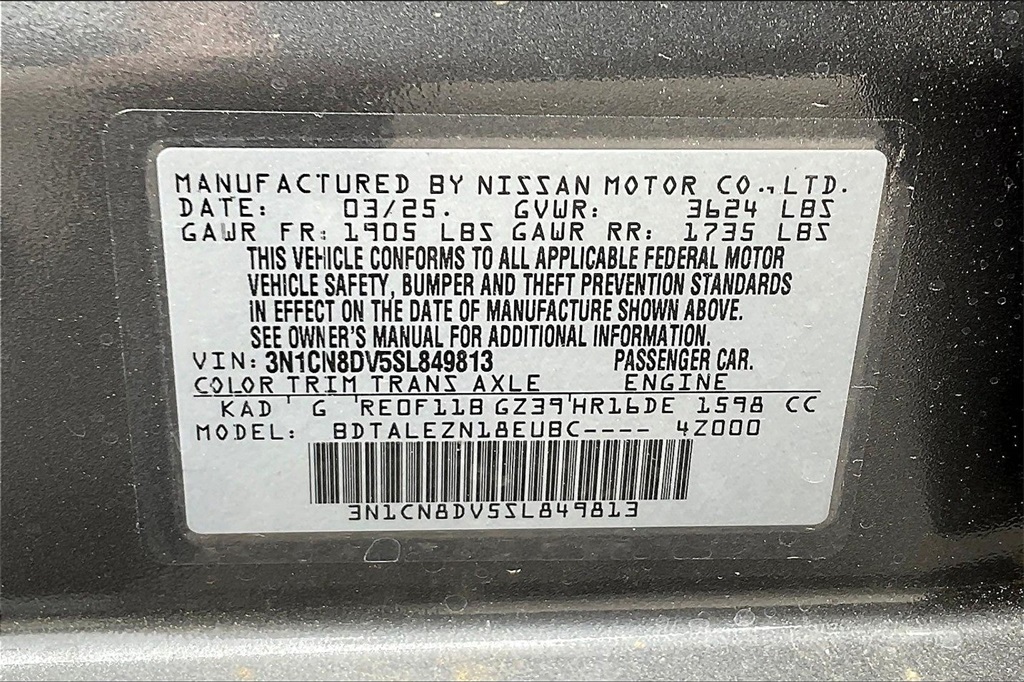 MANUFACTURED BY NISSAN MOTOR CO., LTD.
DATE: 03/25. GVWR: 3624 LBS
GAWR FR: 1905 LBS GAWR RR: 1735 LBS
THIS VEHICLE CONFORMS TO ALL APPLICABLE FEDERAL MOTOR
VEHICLE SAFETY, BUMPER AND THEFT PREVENTION STANDARDS
IN EFFECT ON THE DATE OF MANUFACTURE SHOWN ABOVE.
SEE OWNER'S MANUAL FOR ADDITIONAL INFORMATION.
VIN: 3N1CN8DV5SL849813 PASSENGER CAR.
COLOR TRIM TRANS AXLE ENGINE
KAD G RE0F11B GZ39 HR16DE 1598 CC
MODEL: BDTALEZN18EUBC---- 4Z000
3N1CN8DV5SL849813